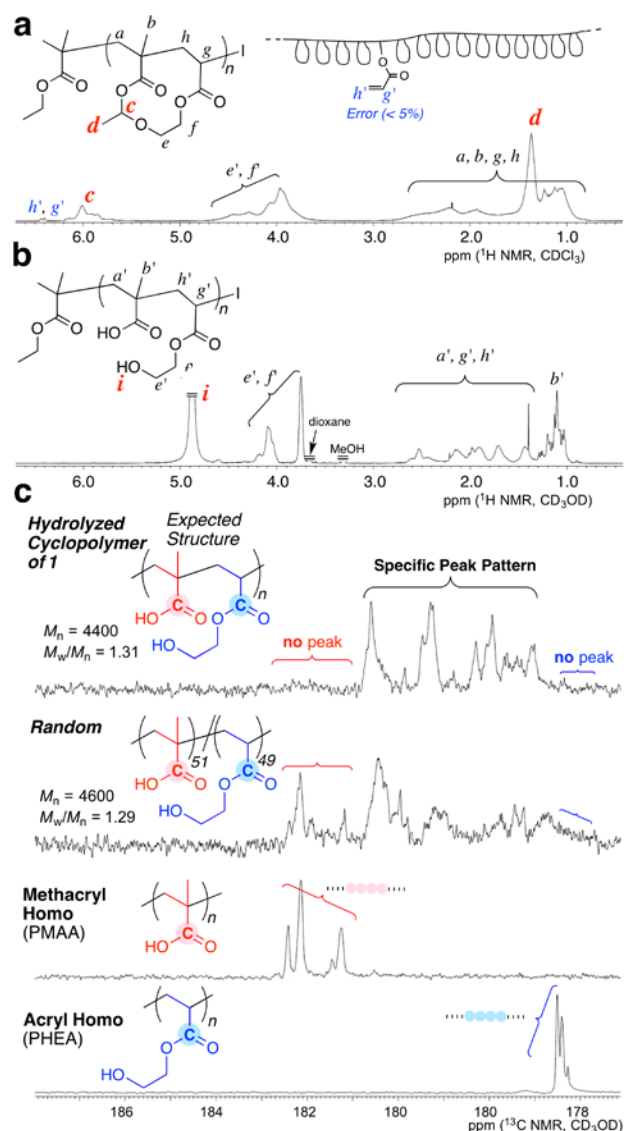 a
a
b
h
g
n
I
O
O
O
O
O
O
O
c
d
e
f
O
O
h'
g'
Error (< 5%)
h', g'
c
e', f'
a, b, g, h
d
6.0
5.0
4.0
3.0
2.0
1.0
ppm (¹H NMR, CDCl₃)
b
a'
b'
h'
g'
n
I
O
O
HO
O
O
O
HO
i
e'
f'
i
e', f'
dioxane
MeOH
a', g', h'
b'
6.0
5.0
4.0
3.0
2.0
1.0
ppm (¹H NMR, CD₃OD)
c
Hydrolyzed
Cyclopolymer
of 1
Expected
Structure
n
HO
C
O
O
C
O
HO
Mn = 4400
Mw/Mn = 1.31
Specific Peak Pattern
no peak
no peak
Random
51
49
HO
C
O
O
C
O
HO
Mn = 4600
Mw/Mn = 1.29
Methacryl
Homo
(PMAA)
n
HO
C
O
Acryl Homo
(PHEA)
n
O
C
O
HO
186
184
182
180
180
178
ppm (¹³C NMR, CD₃OD)